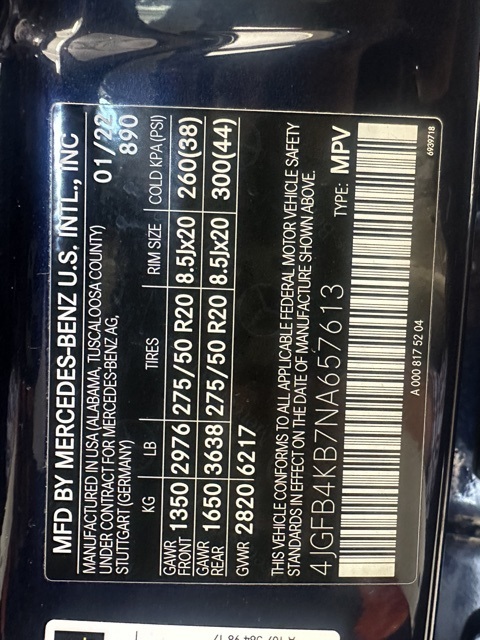 MFD BY MERCEDES-BENZ U.S. INTL., INC
MANUFACTURED IN USA (ALABAMA, TUSCALOOSA COUNTY) 01/22
UNDER CONTRACT FOR MERCEDES-BENZ AG, 890
STUTTGART (GERMANY)
KG LB TIRES RIM SIZE COLD KPA (PSI)
GAWR FRONT 1350 2976 275/50 R20 8.5Jx20 260(38)
GAWR REAR 1650 3638 275/50 R20 8.5Jx20 300(44)
GVWR 2820 6217
THIS VEHICLE CONFORMS TO ALL APPLICABLE FEDERAL MOTOR VEHICLE SAFETY
STANDARDS IN EFFECT ON THE DATE OF MANUFACTURE SHOWN ABOVE.
4JGFB4KB7NA657613 TYPE: MPV
A 000 817 52 04 6939718